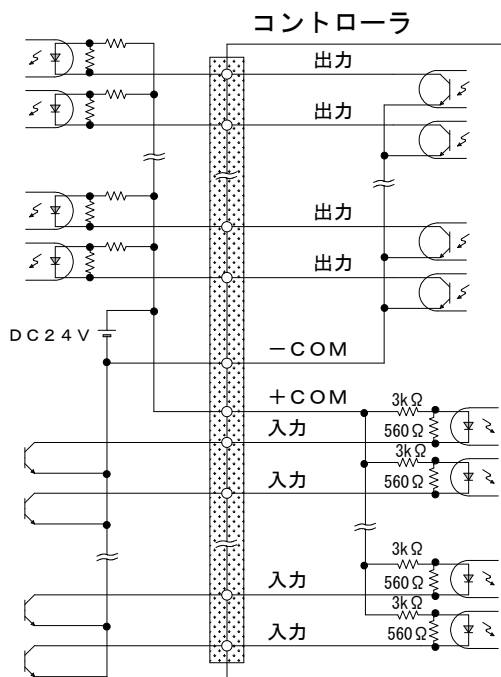 コントローラ
出力
出力
出力
出力
DC24V
－COM
＋COM
入力
3kΩ
560Ω
入力
3kΩ
560Ω
入力
3kΩ
560Ω
入力
3kΩ
560Ω